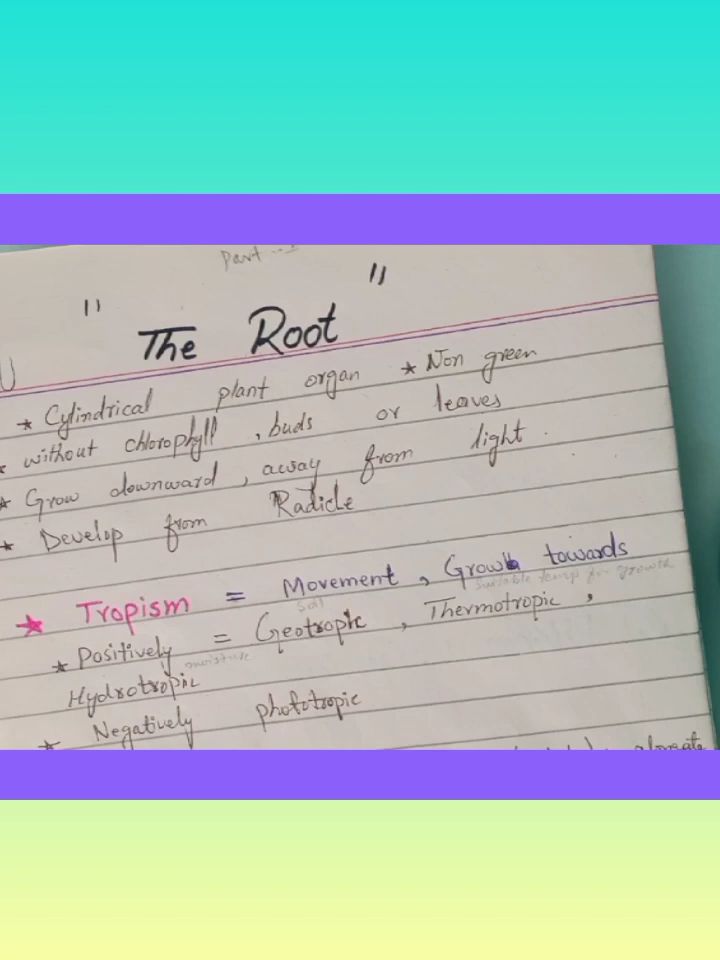 Part
" The Root "
★ Cylindrical plant organ ★ Non green
★ without chlorophyll , buds or leaves
★ Grow downward , away from light .
★ Develop from Radicle
★ Tropism = Movement , Growth towards
suitable temp for growth
soil
★ Positively = Geotropic , Thermotropic ,
moisture
Hydrotropic
★ Negatively phototropic